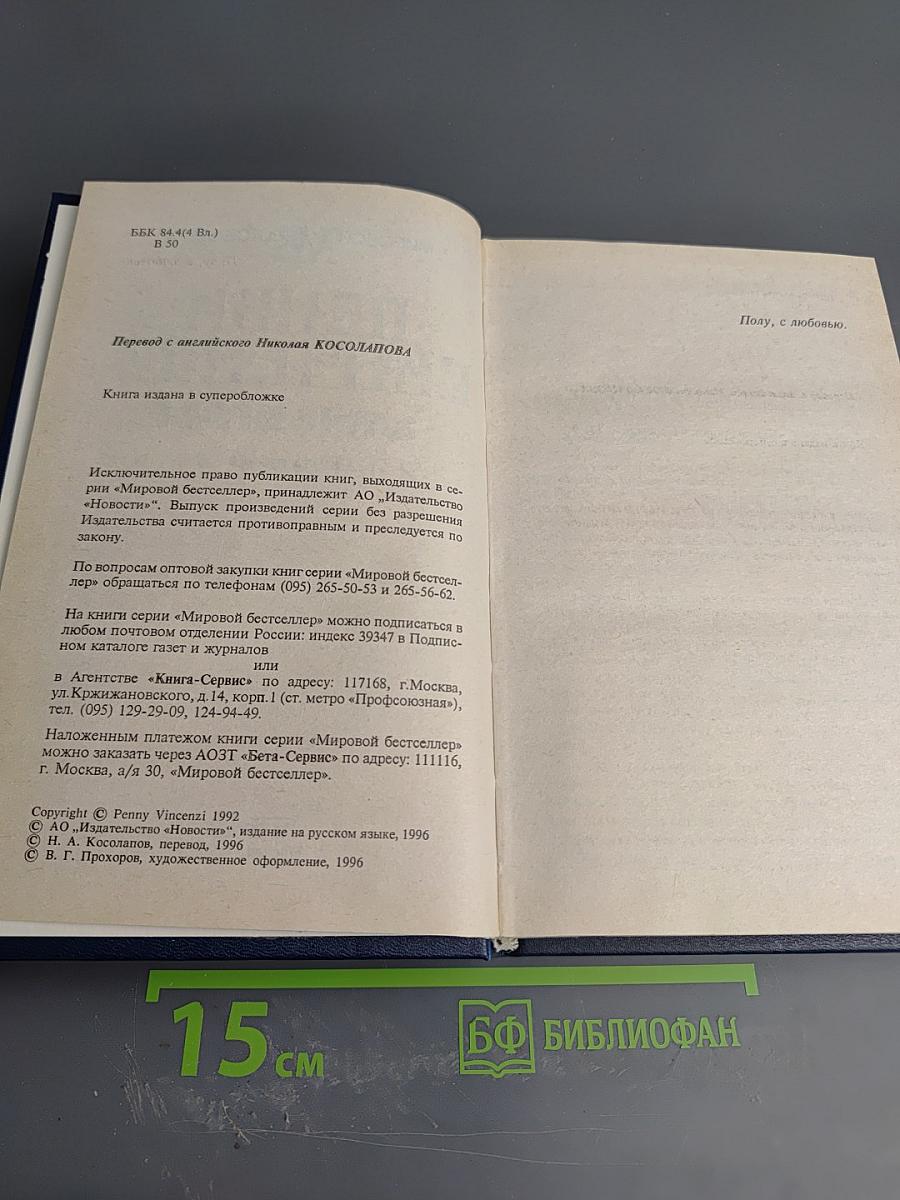 ББК 84.4(4 Вл.)
В 50
Перевод с английского Николая КОСОЛАПОВА
Книга издана в суперобложке
Исключительное право публикации книг, выходящих в се-
рии «Мировой бестселлер», принадлежит АО „Издательство
«Новости»“. Выпуск произведений серии без разрешения
Издательства считается противоправным и преследуется по
закону.
По вопросам оптовой закупки книг серии «Мировой бестсел-
лер» обращаться по телефонам (095) 265-50-53 и 265-56-62.
На книги серии «Мировой бестселлер» можно подписаться в
любом почтовом отделении России: индекс 39347 в Подпис-
ном каталоге газет и журналов
или
в Агентстве «Книга-Сервис» по адресу: 117168, г.Москва,
ул.Кржижановского, д.14, корп.1 (ст. метро «Профсоюзная»),
тел. (095) 129-29-09, 124-94-49.
Наложенным платежом книги серии «Мировой бестселлер»
можно заказать через АОЗТ «Бета-Сервис» по адресу: 111116,
г. Москва, а/я 30, «Мировой бестселлер».
Copyright © Penny Vincenzi 1992
© АО „Издательство «Новости»“, издание на русском языке, 1996
© Н. А. Косолапов, перевод, 1996
© В. Г. Прохоров, художественное оформление, 1996
Полу, с любовью.
15 см
БФ БИБЛИОФАН